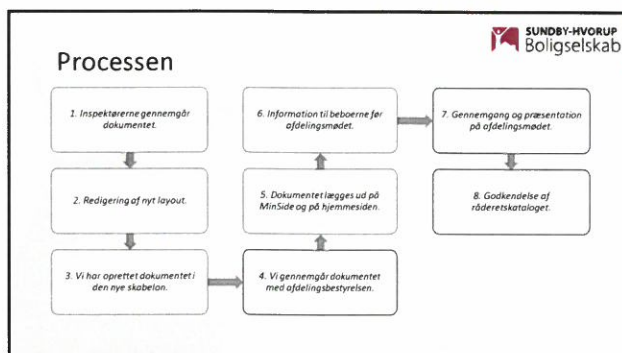 SUNDBY-HVORUP
Boligselskab
Processen
1. Inspektørerne gennemgår
dokumentet.
2. Redigering af nyt layout.
3. Vi har oprettet dokumentet i
den nye skabelon.
4. Vi gennemgår dokumentet
med afdelingsbestyrelsen.
5. Dokumentet lægges ud på
MinSide og på hjemmesiden.
6. Information til beboerne før
afdelingsmødet.
7. Gennemgang og præsentation
på afdelingsmødet.
8. Godkendelse af
råderetskataloget.